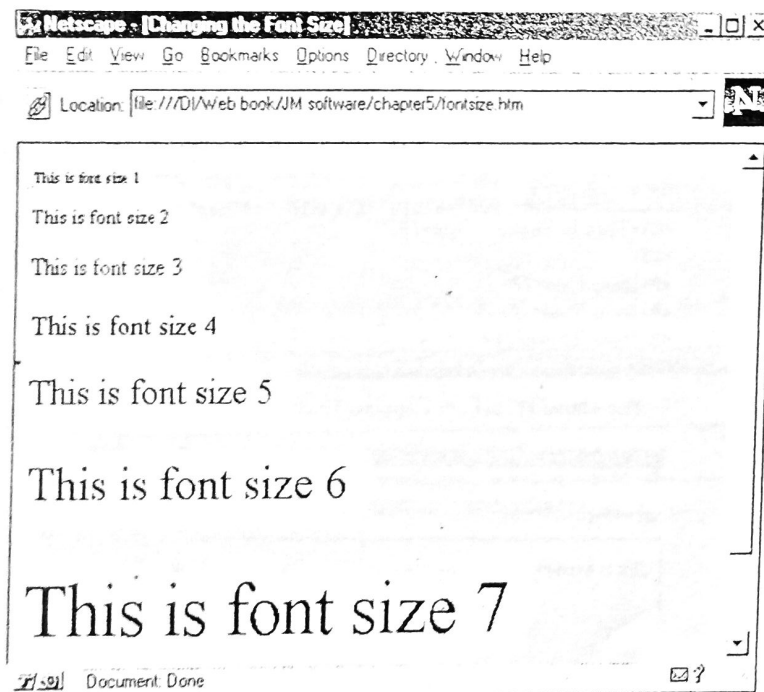 Netscape - [Changing the Font Size]
File Edit View Go Bookmarks Options Directory Window Help
Location: file:///D|/Web book/JM software/chapter5/fontsize.htm
N
This is font size 1
This is font size 2
This is font size 3
This is font size 4
This is font size 5
This is font size 6
This is font size 7
Document: Done